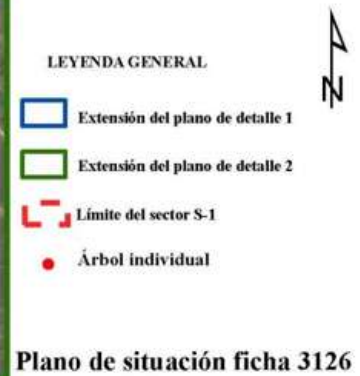 N
LEYENDA GENERAL
Extensión del plano de detalle 1
Extensión del plano de detalle 2
Límite del sector S-1
Árbol individual
Plano de situación ficha 3126